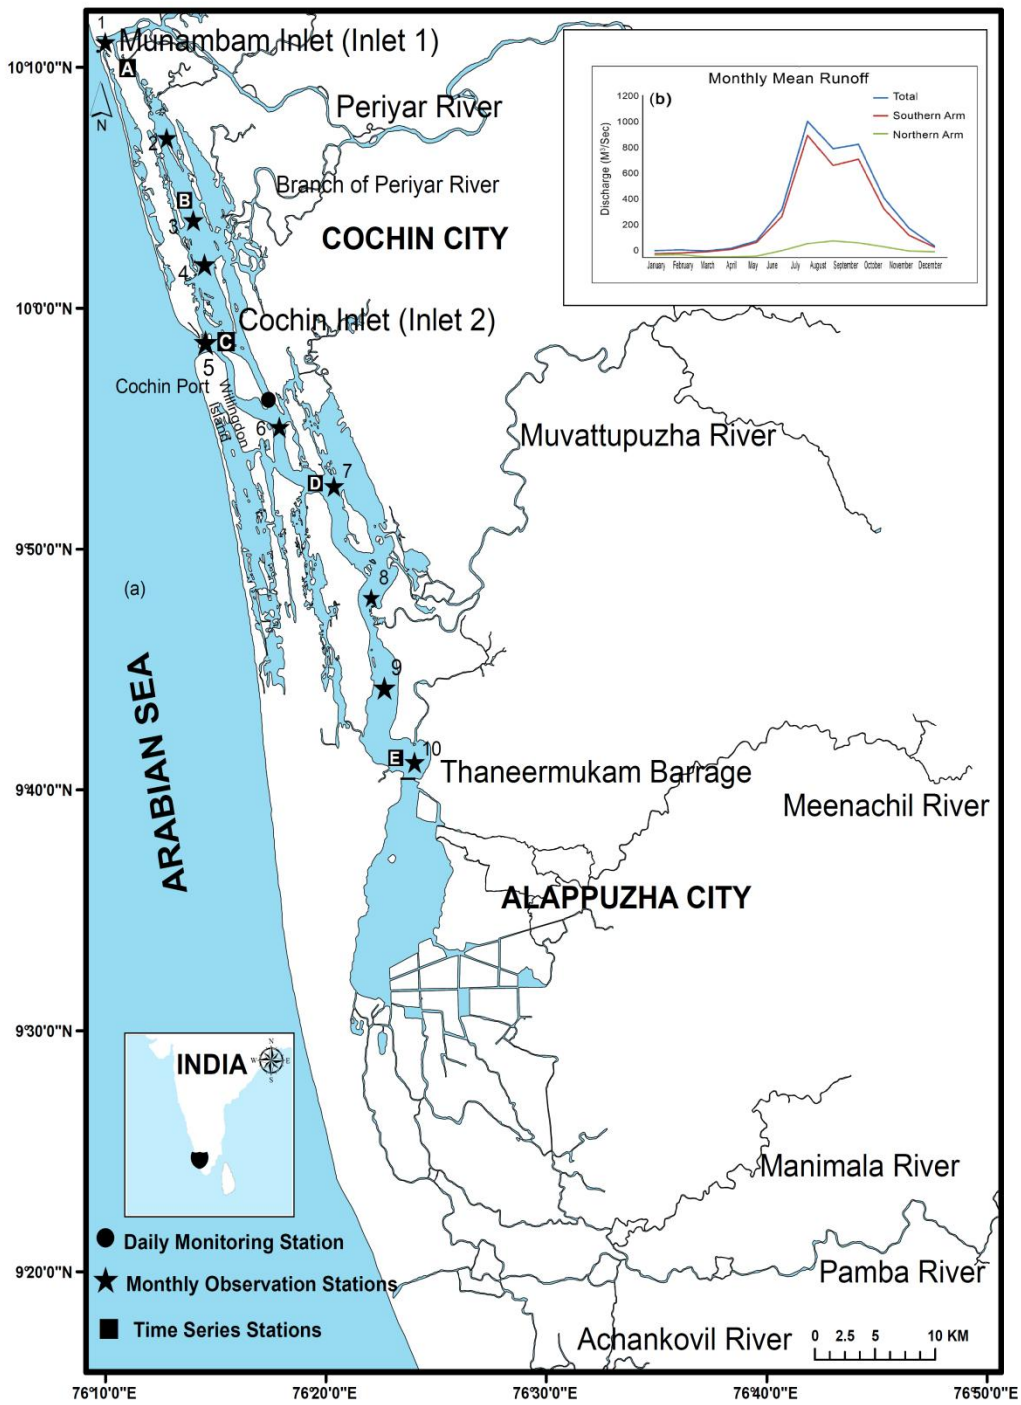 1
Munambam Inlet (Inlet 1)
A
N
Periyar River
2
Branch of Periyar River
B
3
COCHIN CITY
4
Cochin Inlet (Inlet 2)
C
5
Cochin Port
Willingdon
Island
6
7
D
Muvattupuzha River
8
(a)
9
ARABIAN SEA
E
10
Thaneermukam Barrage
Meenachil River
ALAPPUZHA CITY
Manimala River
Pamba River
Achankovil River
Monthly Mean Runoff
(b)
Total
Southern Arm
Northern Arm
Discharge (M³/Sec)
1200
1000
800
600
400
200
0
January February March April May June July August September October November December
INDIA
N
W E
S
Daily Monitoring Station
Monthly Observation Stations
Time Series Stations
0 2.5 5 10 KM
10°10'0"N
10°0'0"N
9°50'0"N
9°40'0"N
9°30'0"N
9°20'0"N
76°10'0"E 76°20'0"E 76°30'0"E 76°40'0"E 76°50'0"E